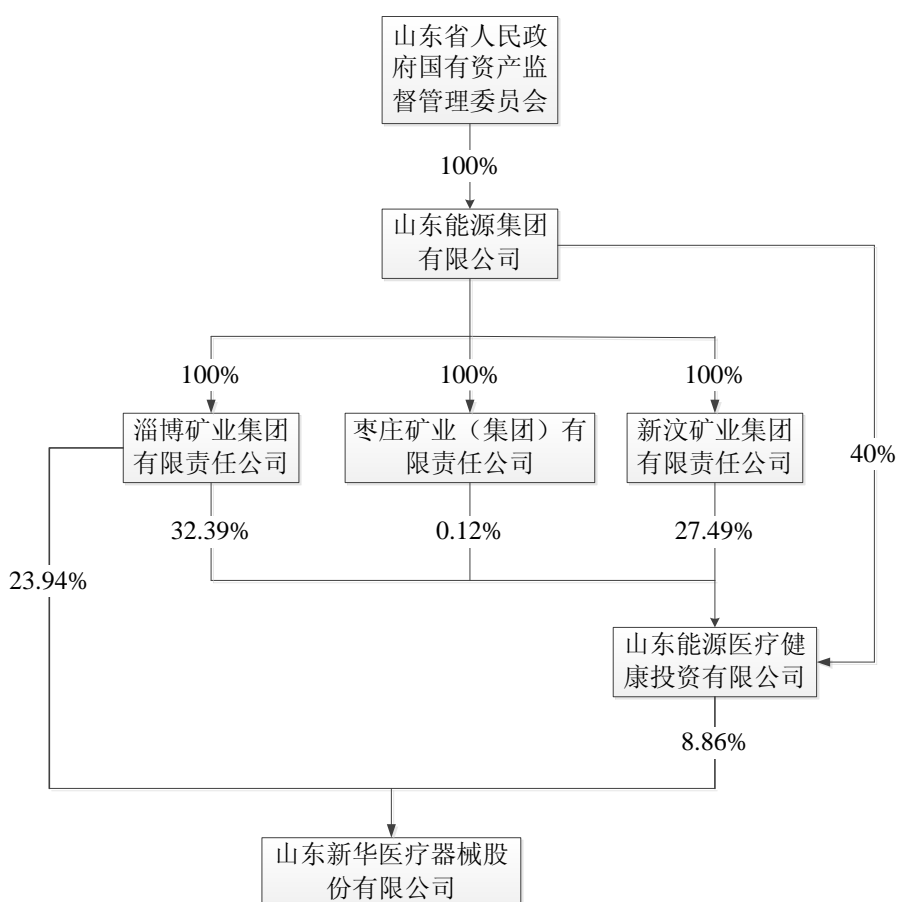 山东省人民政
府国有资产监
督管理委员会
100%
山东能源集团
有限公司
100%
100%
100%
淄博矿业集团
有限责任公司
枣庄矿业（集团）有
限责任公司
新汶矿业集团
有限责任公司
40%
32.39%
0.12%
27.49%
23.94%
山东能源医疗健
康投资有限公司
8.86%
山东新华医疗器械股
份有限公司